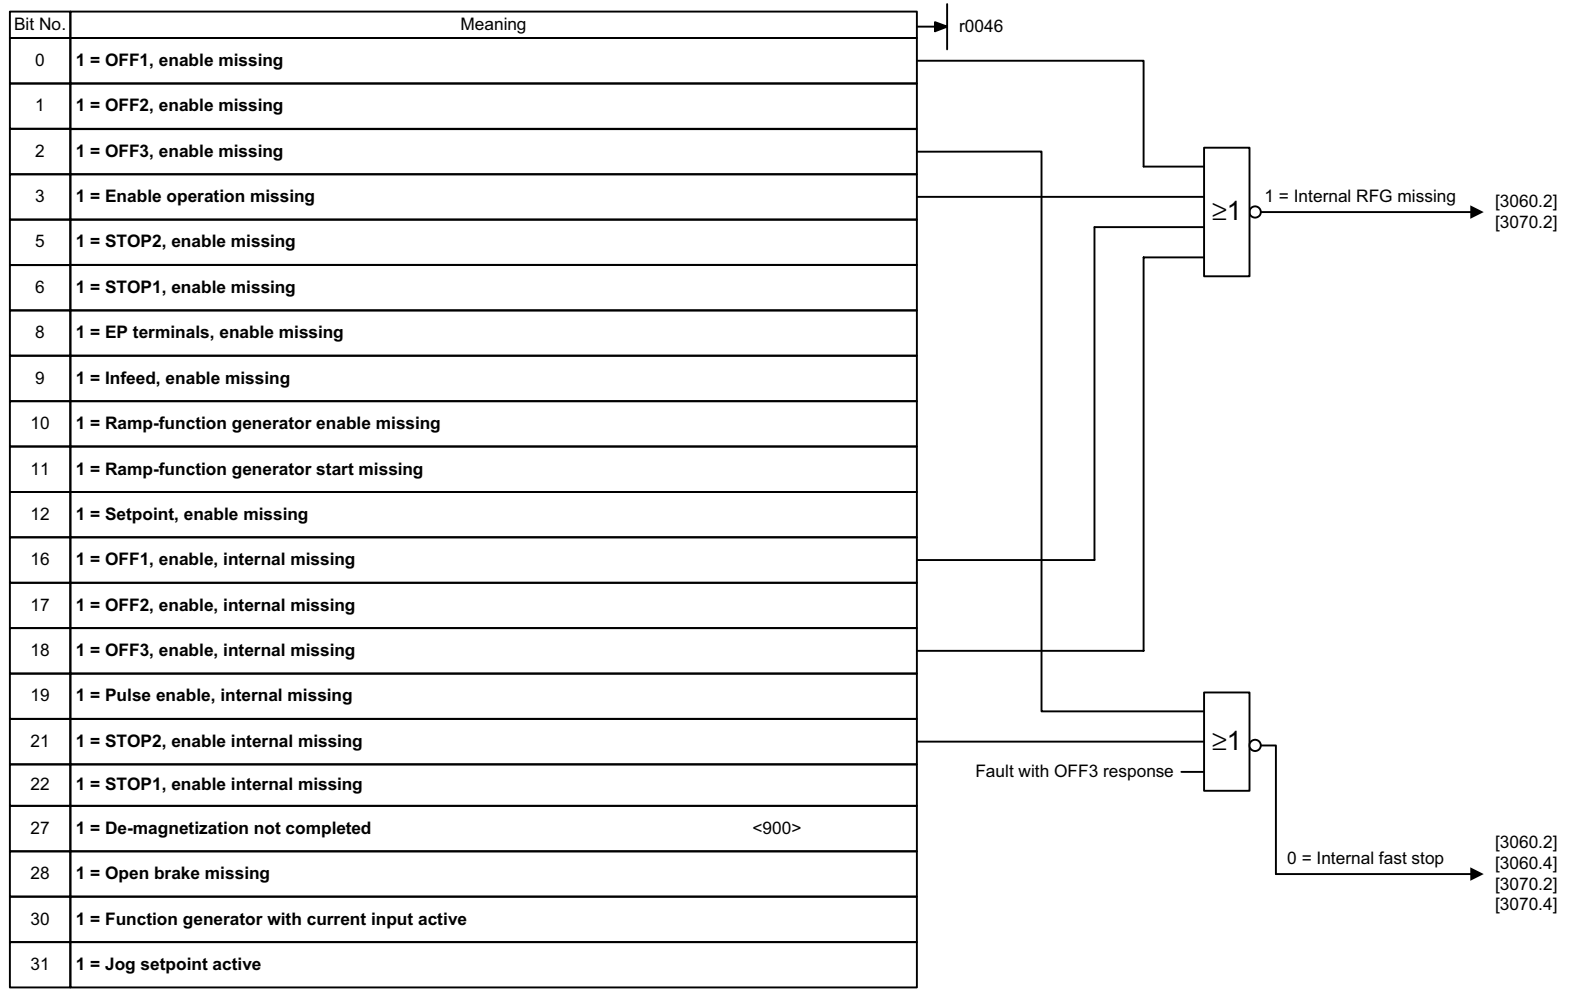 Bit No. Meaning r0046
0 1 = OFF1, enable missing
1 1 = OFF2, enable missing
2 1 = OFF3, enable missing
3 1 = Enable operation missing
5 1 = STOP2, enable missing
6 1 = STOP1, enable missing
8 1 = EP terminals, enable missing
9 1 = Infeed, enable missing
10 1 = Ramp-function generator enable missing
11 1 = Ramp-function generator start missing
12 1 = Setpoint, enable missing
16 1 = OFF1, enable, internal missing
17 1 = OFF2, enable, internal missing
18 1 = OFF3, enable, internal missing
19 1 = Pulse enable, internal missing
21 1 = STOP2, enable internal missing
22 1 = STOP1, enable internal missing
27 1 = De-magnetization not completed <900>
28 1 = Open brake missing
30 1 = Function generator with current input active
31 1 = Jog setpoint active
≥1
1 = Internal RFG missing
[3060.2]
[3070.2]
≥1
Fault with OFF3 response
0 = Internal fast stop
[3060.2]
[3060.4]
[3070.2]
[3070.4]